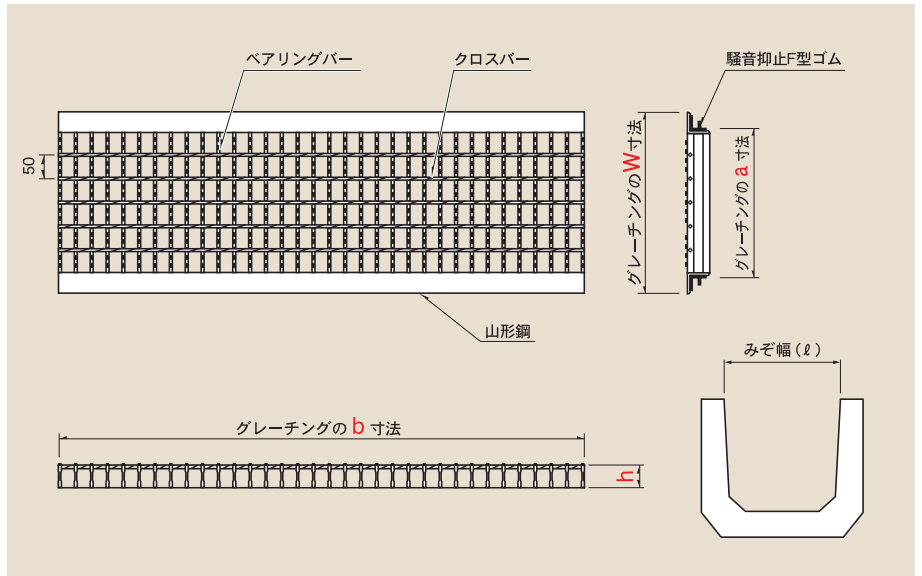 ベアリングバー
クロスバー
騒音抑止F型ゴム
50
グレーチングのW寸法
グレーチングのa寸法
山形鋼
みぞ幅(ℓ)
グレーチングのb寸法
h